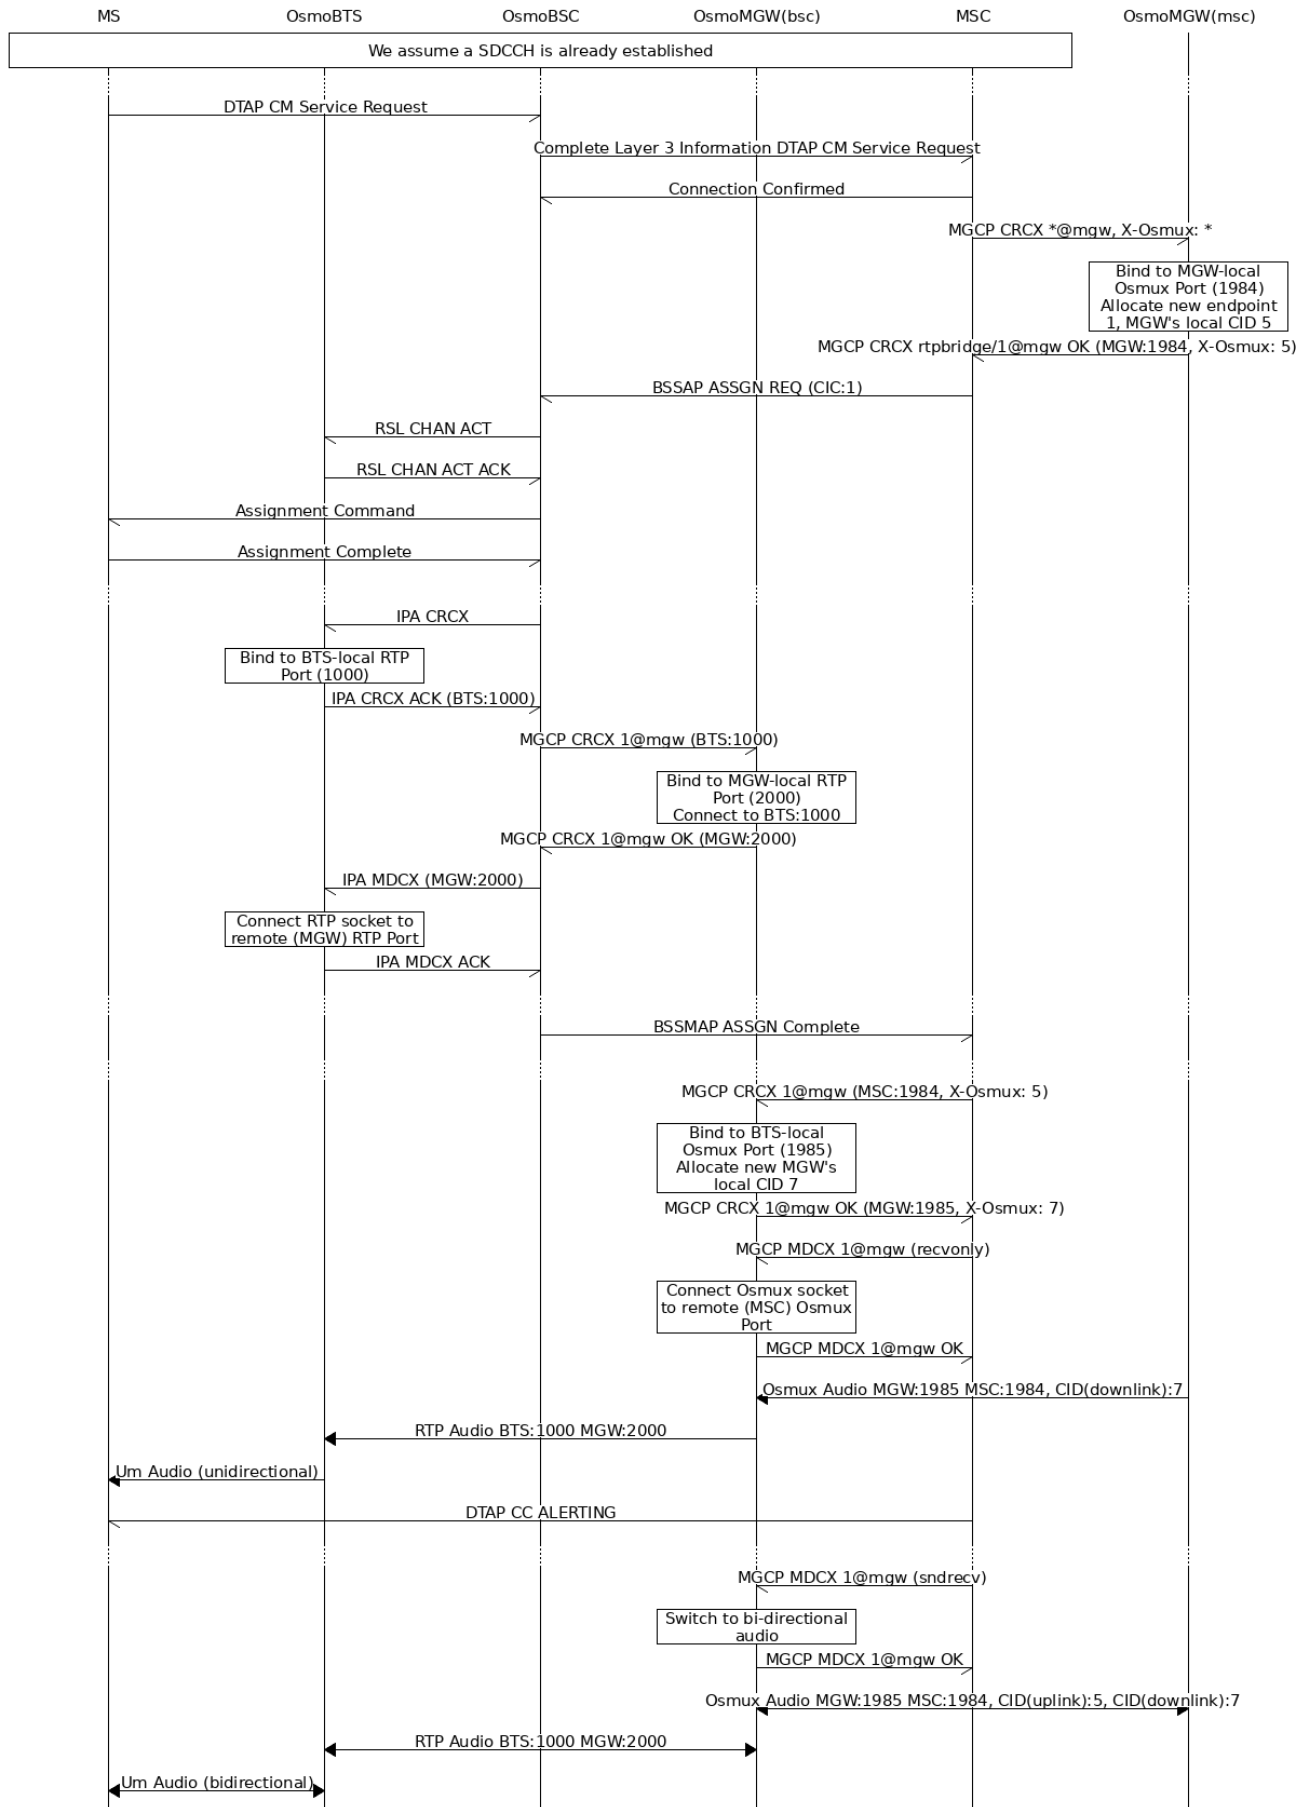 MS OsmoBTS OsmoBSC OsmoMGW(bsc) MSC OsmoMGW(msc)
We assume a SDCCH is already established
DTAP CM Service Request
Complete Layer 3 Information DTAP CM Service Request
Connection Confirmed
MGCP CRCX *@mgw, X-Osmux: *
Bind to MGW-local
Osmux Port (1984)
Allocate new endpoint
1, MGW's local CID 5
MGCP CRCX rtpbridge/1@mgw OK (MGW:1984, X-Osmux: 5)
BSSAP ASSGN REQ (CIC:1)
RSL CHAN ACT
RSL CHAN ACT ACK
Assignment Command
Assignment Complete
IPA CRCX
Bind to BTS-local RTP
Port (1000)
IPA CRCX ACK (BTS:1000)
MGCP CRCX 1@mgw (BTS:1000)
Bind to MGW-local RTP
Port (2000)
Connect to BTS:1000
MGCP CRCX 1@mgw OK (MGW:2000)
IPA MDCX (MGW:2000)
Connect RTP socket to
remote (MGW) RTP Port
IPA MDCX ACK
BSSMAP ASSGN Complete
MGCP CRCX 1@mgw (MSC:1984, X-Osmux: 5)
Bind to BTS-local
Osmux Port (1985)
Allocate new MGW's
local CID 7
MGCP CRCX 1@mgw OK (MGW:1985, X-Osmux: 7)
MGCP MDCX 1@mgw (recvonly)
Connect Osmux socket
to remote (MSC) Osmux
Port
MGCP MDCX 1@mgw OK
Osmux Audio MGW:1985 MSC:1984, CID(downlink):7
RTP Audio BTS:1000 MGW:2000
Um Audio (unidirectional)
DTAP CC ALERTING
MGCP MDCX 1@mgw (sndrecv)
Switch to bi-directional
audio
MGCP MDCX 1@mgw OK
Osmux Audio MGW:1985 MSC:1984, CID(uplink):5, CID(downlink):7
RTP Audio BTS:1000 MGW:2000
Um Audio (bidirectional)